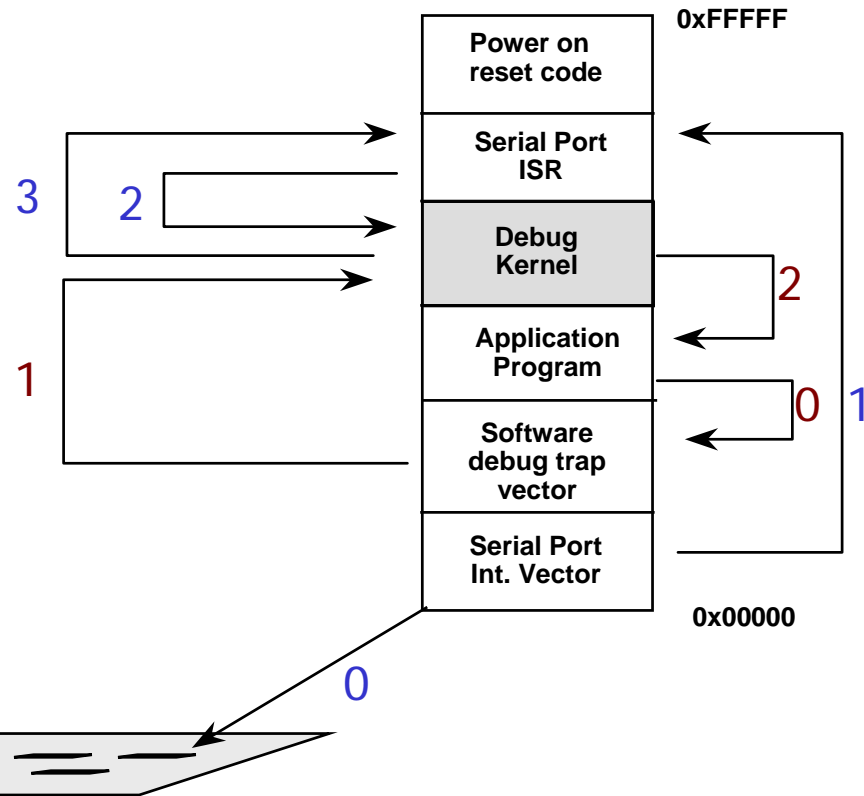 0xFFFFF
Power on
reset code
Serial Port
ISR
3
2
Debug
Kernel
2
Application
Program
1
0
1
Software
debug trap
vector
Serial Port
Int. Vector
0x00000
0